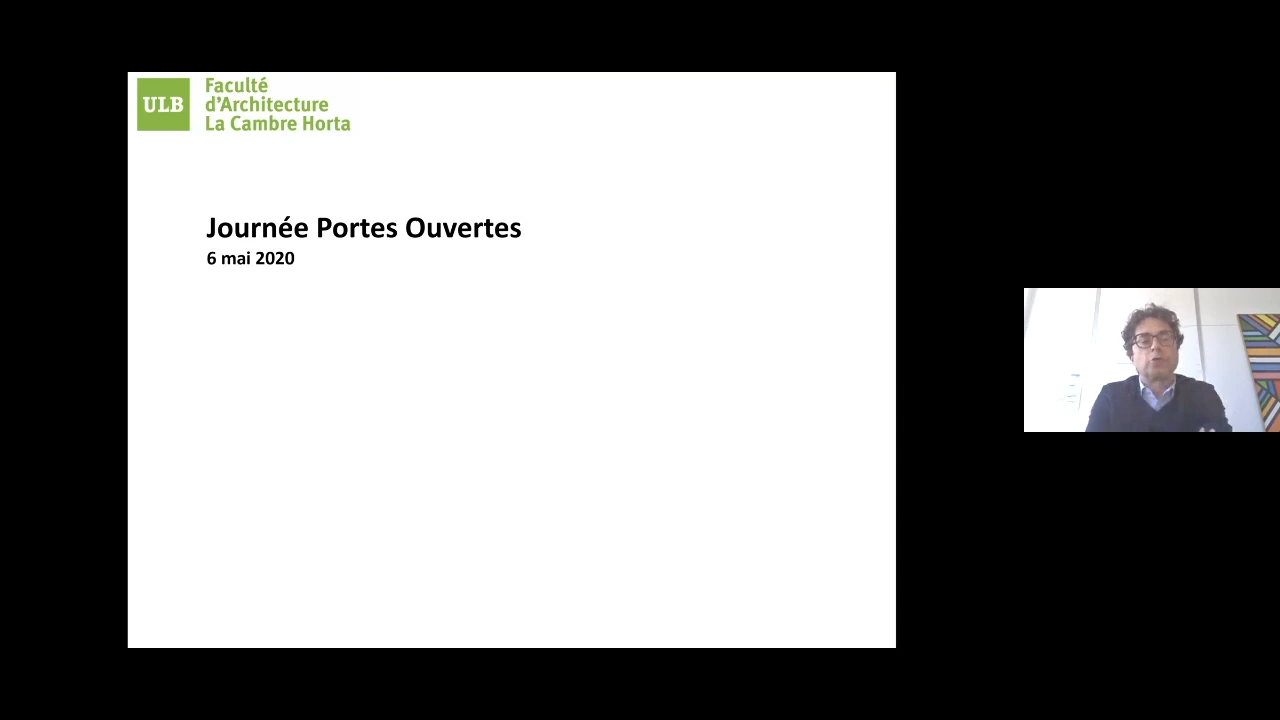 ULB
Faculté
d'Architecture
La Cambre Horta
Journée Portes Ouvertes
6 mai 2020